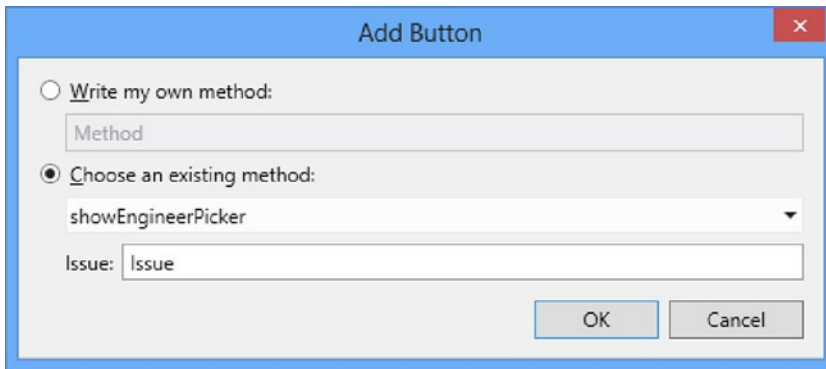 Add Button
Write my own method:
Method
Choose an existing method:
showEngineerPicker
Issue: Issue
OK Cancel